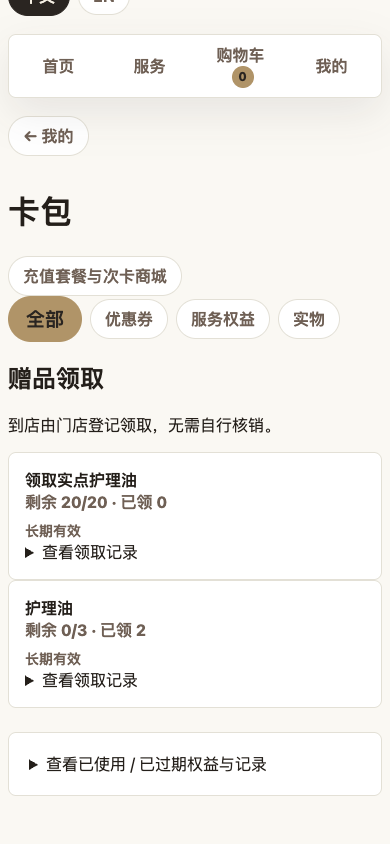 中文 EN
首页 服务 购物车 我的
0
← 我的
卡包
充值套餐与次卡商城
全部 优惠券 服务权益 实物
赠品领取
到店由门店登记领取，无需自行核销。
领取实点护理油
剩余 20/20 · 已领 0
长期有效
▶ 查看领取记录
护理油
剩余 0/3 · 已领 2
长期有效
▶ 查看领取记录
▶ 查看已使用 / 已过期权益与记录